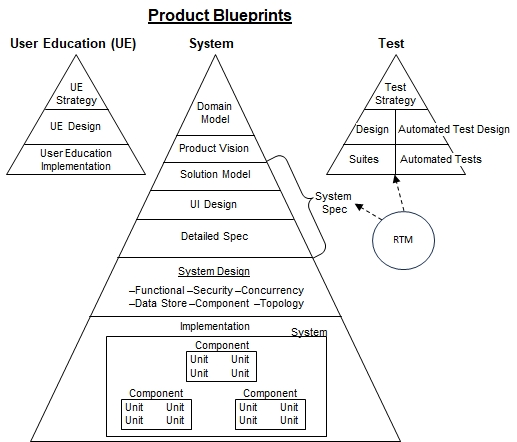 Product Blueprints
User Education (UE)
System
Test
UE
Strategy
UE Design
User Education
Implementation
Domain
Model
Product Vision
Solution Model
UI Design
Detailed Spec
System Design
–Functional –Security –Concurrency
–Data Store –Component –Topology
Implementation
System
Component
Unit Unit
Unit Unit
Component
Unit Unit
Unit Unit
Component
Unit Unit
Unit Unit
System
Spec
Test
Strategy
Design
Automated Test Design
Suites
Automated Tests
RTM